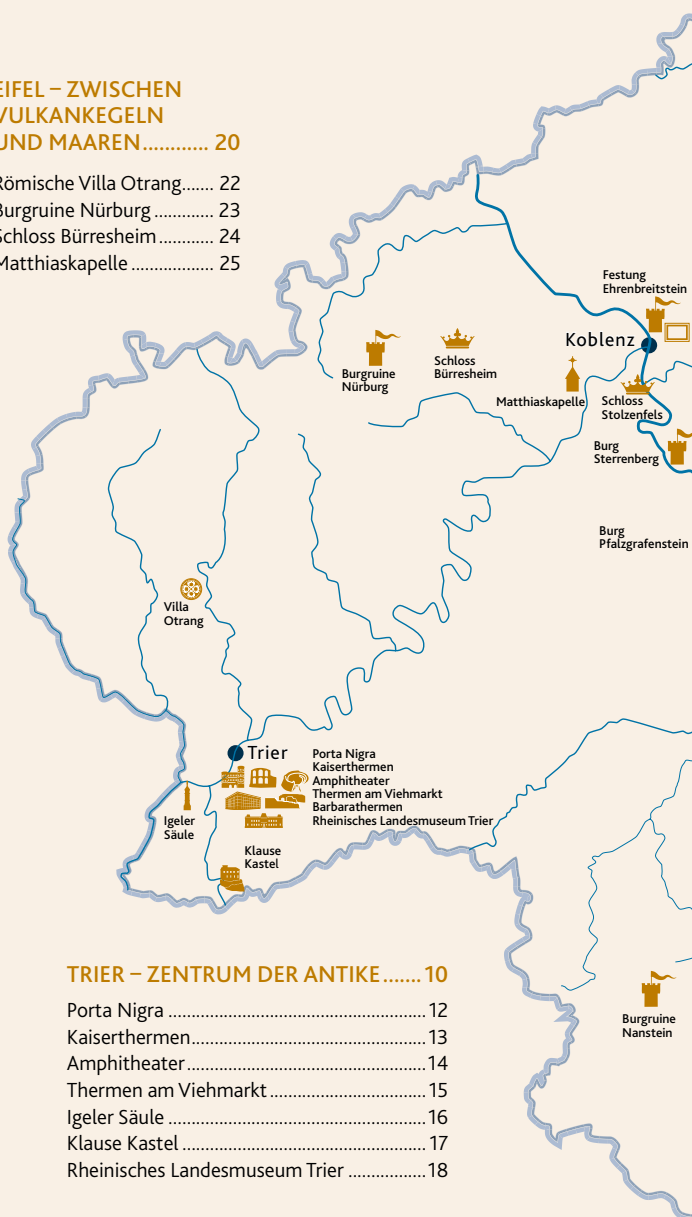 EIFEL – ZWISCHEN
VULKANKEGELN
UND MAAREN............ 20
Römische Villa Otrang....... 22
Burgruine Nürburg ............ 23
Schloss Bürresheim........... 24
Matthiaskapelle ................. 25
Festung
Ehrenbreitstein
Koblenz
Burgruine
Nürburg
Schloss
Bürresheim
Matthiaskapelle
Schloss
Stolzenfels
Burg
Sterrenberg
Burg
Pfalzgrafenstein
Villa
Otrang
Trier
Porta Nigra
Kaiserthermen
Amphitheater
Thermen am Viehmarkt
Barbarathermen
Rheinisches Landesmuseum Trier
Igeler
Säule
Klause
Kastel
Burgruine
Nanstein
TRIER – ZENTRUM DER ANTIKE.......10
Porta Nigra ......................................................12
Kaiserthermen..................................................13
Amphitheater...................................................14
Thermen am Viehmarkt .................................15
Igeler Säule ......................................................16
Klause Kastel ................................................... 17
Rheinisches Landesmuseum Trier ................18